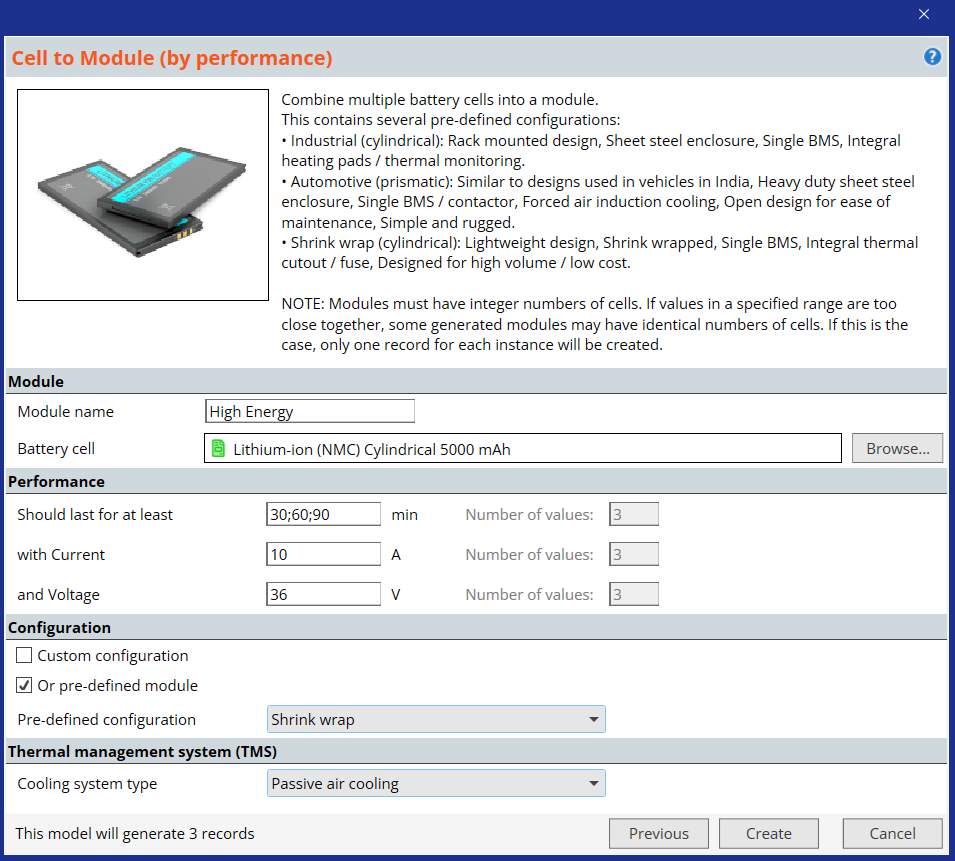 Cell to Module (by performance)
?
Combine multiple battery cells into a module.
This contains several pre-defined configurations:
• Industrial (cylindrical): Rack mounted design, Sheet steel enclosure, Single BMS, Integral
heating pads / thermal monitoring.
• Automotive (prismatic): Similar to designs used in vehicles in India, Heavy duty sheet steel
enclosure, Single BMS / contactor, Forced air induction cooling, Open design for ease of
maintenance, Simple and rugged.
• Shrink wrap (cylindrical): Lightweight design, Shrink wrapped, Single BMS, Integral thermal
cutout / fuse, Designed for high volume / low cost.
NOTE: Modules must have integer numbers of cells. If values in a specified range are too
close together, some generated modules may have identical numbers of cells. If this is the
case, only one record for each instance will be created.
Module
Module name High Energy
Battery cell Lithium-ion (NMC) Cylindrical 5000 mAh Browse...
Performance
Should last for at least 30;60;90 min Number of values: 3
with Current 10 A Number of values: 3
and Voltage 36 V Number of values: 3
Configuration
Custom configuration
Or pre-defined module
Pre-defined configuration Shrink wrap
Thermal management system (TMS)
Cooling system type Passive air cooling
This model will generate 3 records Previous Create Cancel